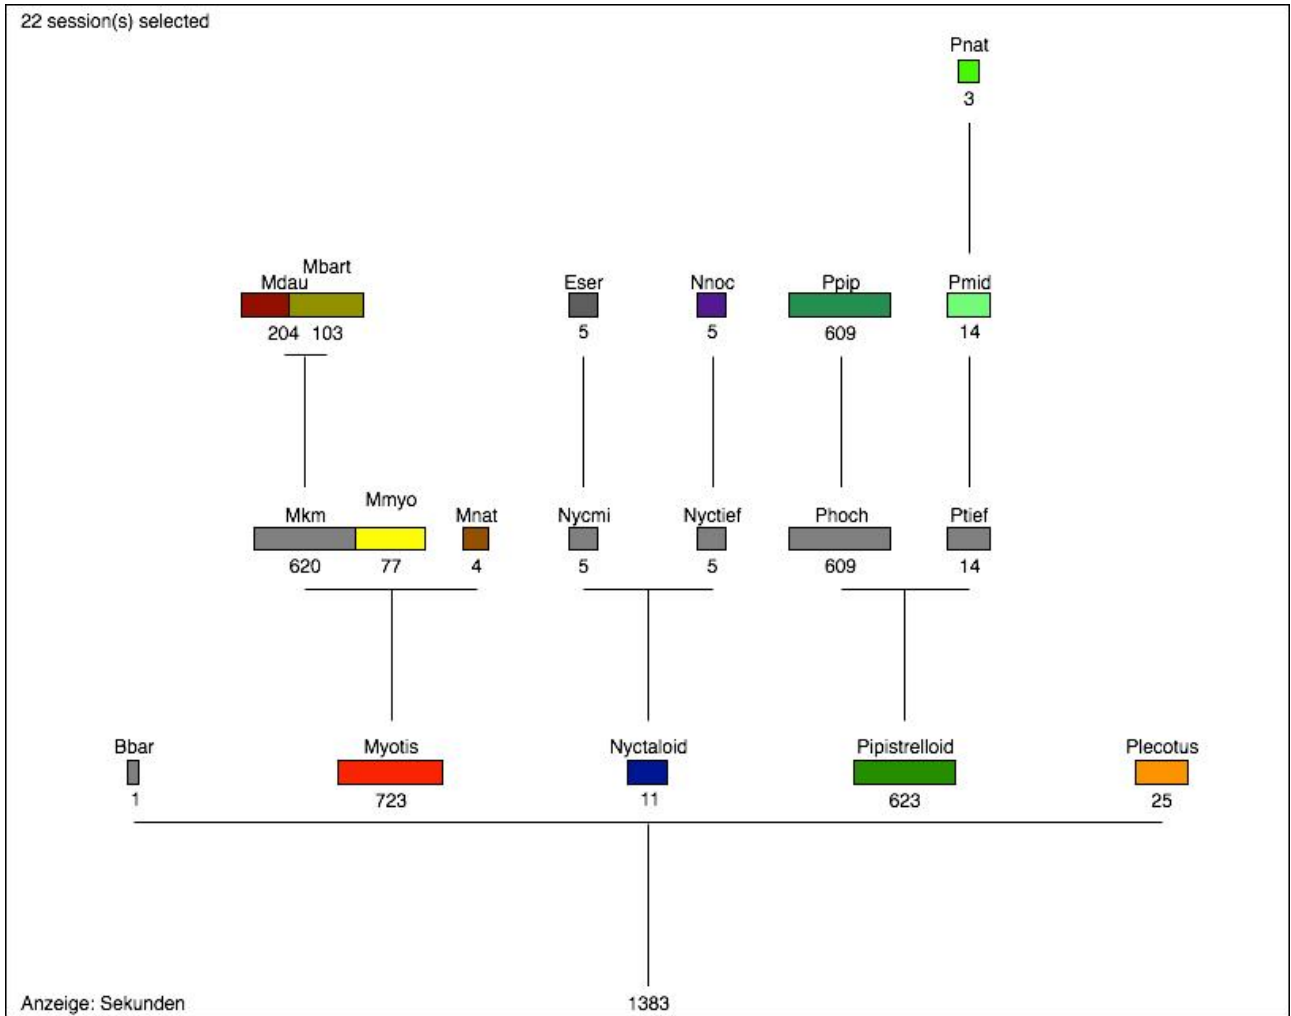 22 session(s) selected
Pnat
3
Mbart
Mdau
Eser
Nnoc
Ppip
Pmid
204 103
5
5
609
14
Mmyo
Mkm
Mnat
Nycmi
Nyctief
Phoch
Ptief
620
77
4
5
5
609
14
Bbar
Myotis
Nyctaloid
Pipistrelloid
Plecotus
1
723
11
623
25
Anzeige: Sekunden
1383